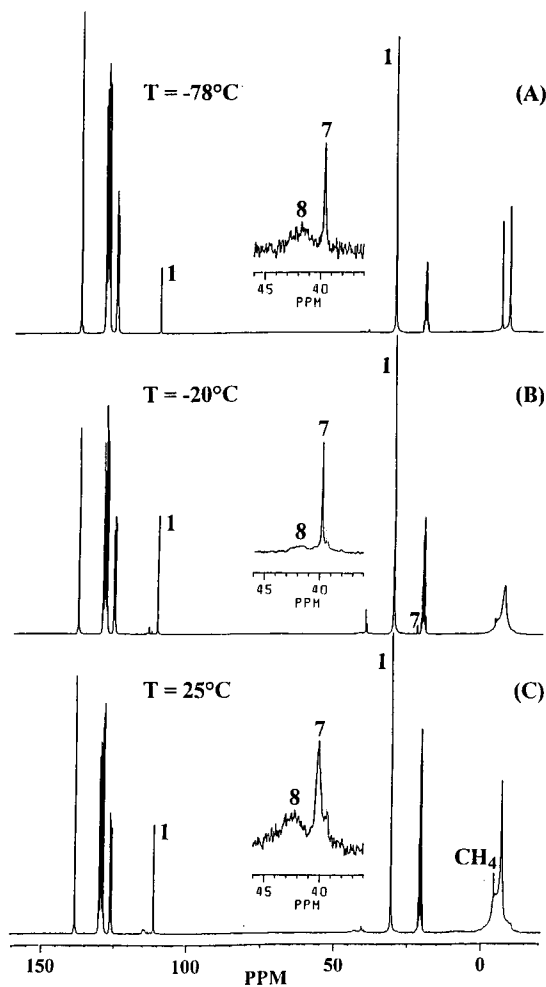 1
T = -78°C
(A)
7
8
1
45 40
PPM
1
T = -20°C
(B)
7
8
1
45 40
PPM
7
1
T = 25°C
(C)
7
8
1
CH4
45 40
PPM
150 100 50 0
PPM